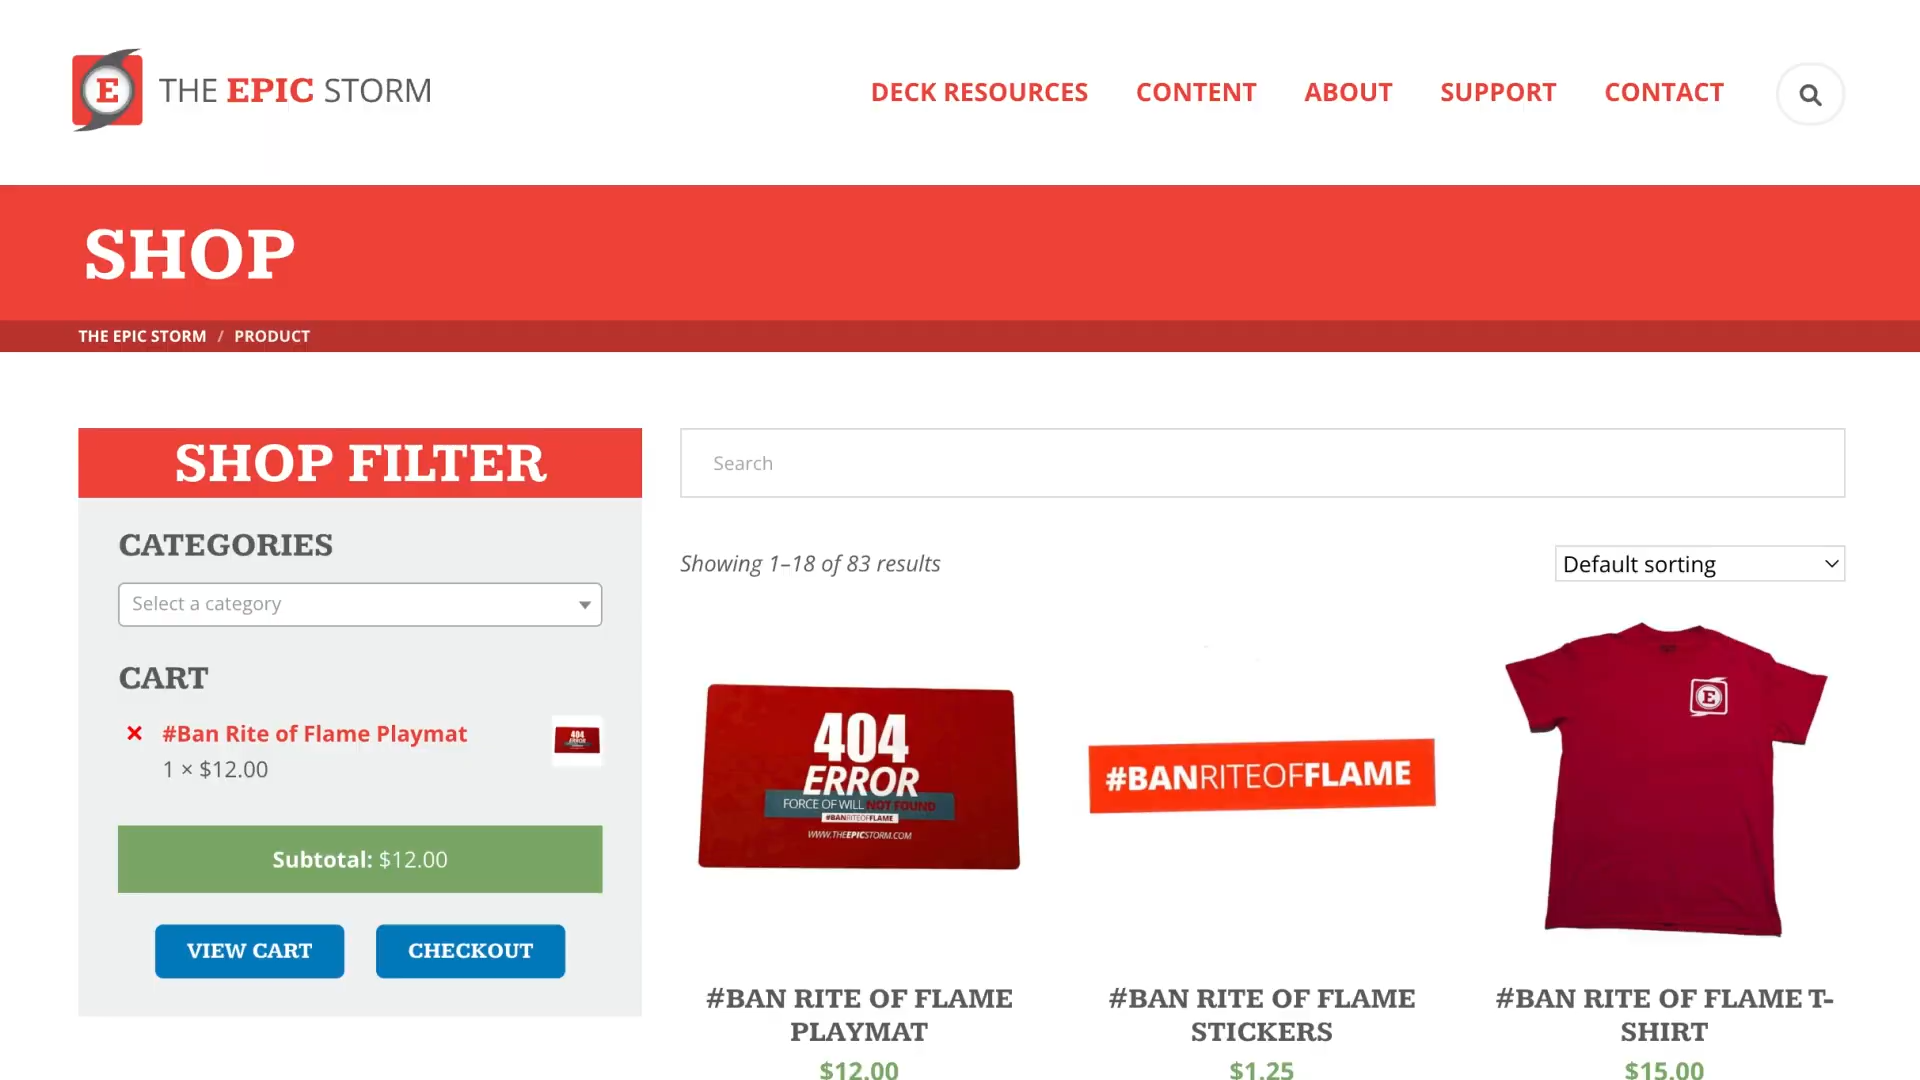 THE EPIC STORM
DECK RESOURCES
CONTENT
ABOUT
SUPPORT
CONTACT
SHOP
THE EPIC STORM / PRODUCT
SHOP FILTER
CATEGORIES
Select a category
CART
#Ban Rite of Flame Playmat
1 × $12.00
Subtotal: $12.00
VIEW CART
CHECKOUT
Search
Showing 1–18 of 83 results
Default sorting
404
ERROR
FORCE OF WILL NOT FOUND
#BANRITEOFFLAME
WWW.THEEPICSTORM.COM
#BAN RITE OF FLAME
PLAYMAT
$12.00
#BANRITEOFFLAME
#BAN RITE OF FLAME
STICKERS
$1.25
E
#BAN RITE OF FLAME T-
SHIRT
$15.00